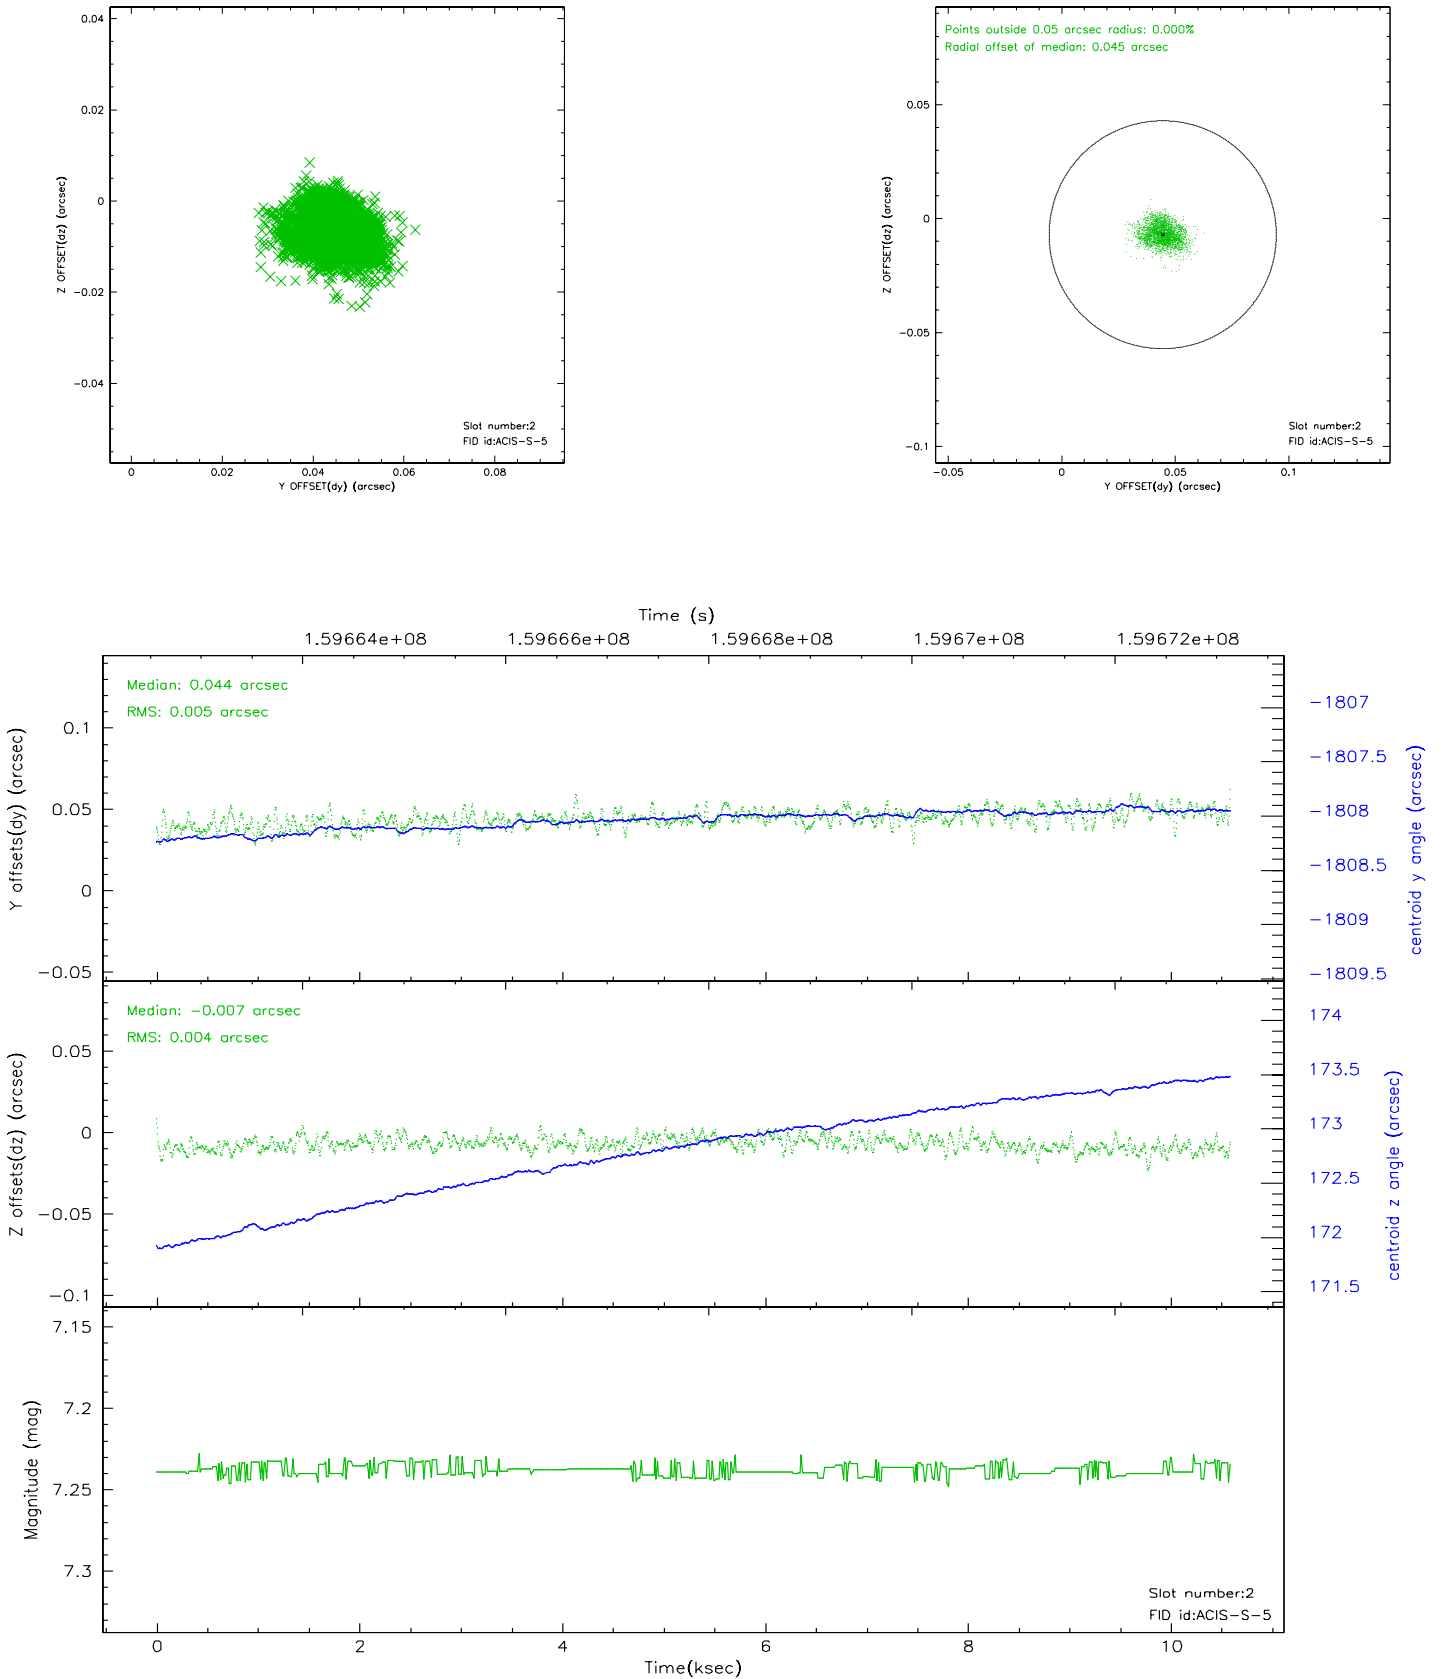 0.04
0.02
0
-0.02
-0.04
Z OFFSET(dz) (arcsec)
Slot number:2
FID id:ACIS-S-5
0
0.02
0.04
0.06
0.08
Y OFFSET(dy) (arcsec)
Points outside 0.05 arcsec radius: 0.000%
Radial offset of median: 0.045 arcsec
0.05
0
-0.05
-0.1
Z OFFSET(dz) (arcsec)
Slot number:2
FID id:ACIS-S-5
-0.05
0
0.05
0.1
Y OFFSET(dy) (arcsec)
Time (s)
1.59664e+08
1.59666e+08
1.59668e+08
1.5967e+08
1.59672e+08
Median: 0.044 arcsec
RMS: 0.005 arcsec
0.1
0.05
0
-0.05
Y offsets(dy) (arcsec)
-1807
-1807.5
-1808
-1808.5
-1809
-1809.5
centroid y angle (arcsec)
Median: -0.007 arcsec
RMS: 0.004 arcsec
0.05
0
-0.05
-0.1
Z offsets(dz) (arcsec)
174
173.5
173
172.5
172
171.5
centroid z angle (arcsec)
7.15
7.2
7.25
7.3
Magnitude (mag)
Slot number:2
FID id:ACIS-S-5
0
2
4
6
8
10
Time(ksec)